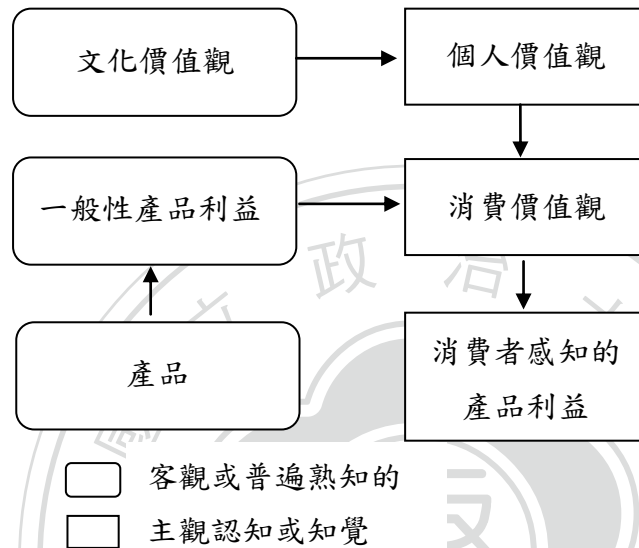 文化價值觀
個人價值觀
一般性產品利益
消費價值觀
產品
消費者感知的
產品利益
客觀或普遍熟知的
主觀認知或知覺
政
治